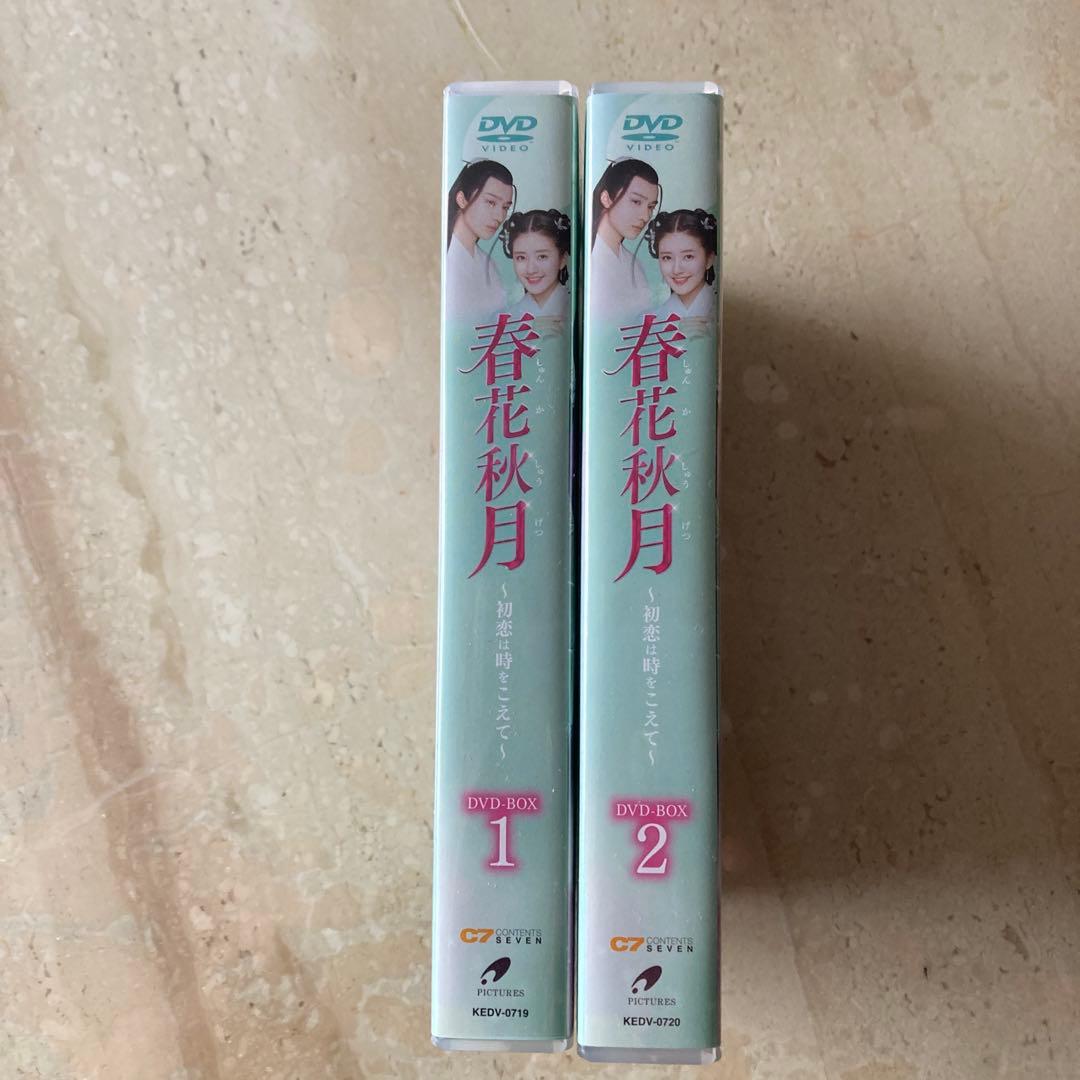 DVD
VIDEO
春花秋月
しゅん か しゅう げつ
～初恋は時をこえて～
DVD-BOX
1
C7 CONTENTS
SEVEN
PICTURES
KEDV-0719
DVD
VIDEO
春花秋月
しゅん か しゅう げつ
～初恋は時をこえて～
DVD-BOX
2
C7 CONTENTS
SEVEN
PICTURES
KEDV-0720